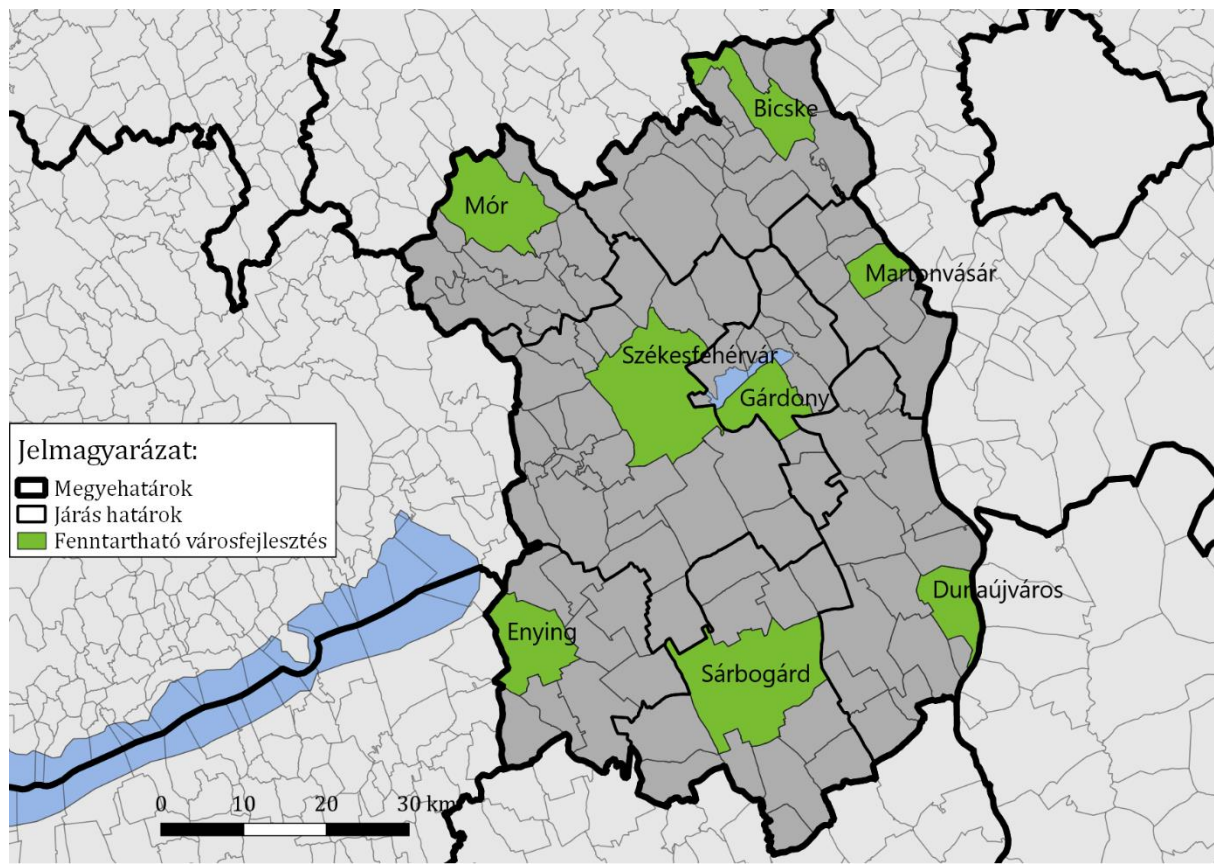 Bicske
Mór
Martonvásár
Székesfehérvár
Gárdony
Jelmagyarázat:
Megyehatárok
Járás határok
Fenntartható városfejlesztés
Dunaújváros
Enying
Sárbogárd
0 10 20 30 km